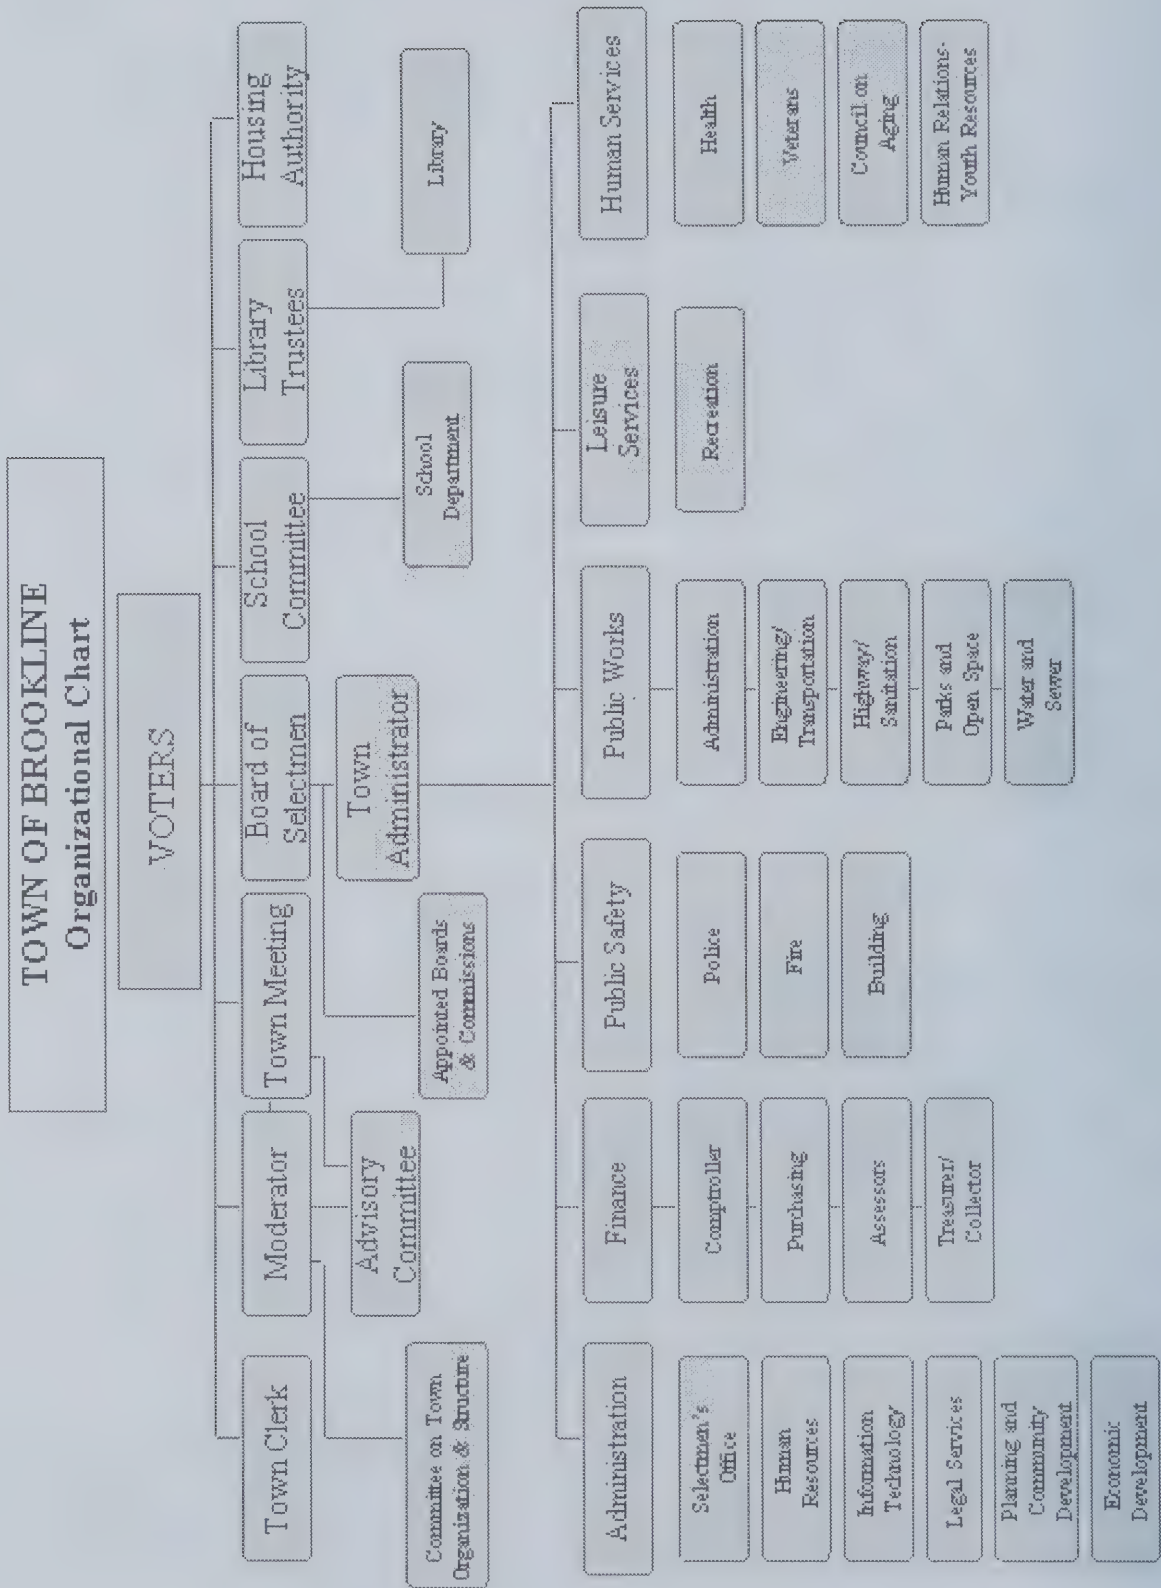 TOWN OF BROOKLINE
Organizational Chart
VOTERS
Town Clerk
Moderator
Town Meeting
Board of
Selectmen
School
Committee
Library
Trustees
Housing
Authority
Committee on Town
Organization & Structure
Advisory
Committee
Appointed Boards
& Commissions
Town
Administrator
School
Department
Library
Administration
Selectmen's
Office
Human
Resources
Information
Technology
Legal Services
Planning and
Community
Development
Economic
Development
Finance
Comptroller
Purchasing
Assessors
Treasurer/
Collector
Public Safety
Police
Fire
Building
Public Works
Administration
Engineering/
Transportation
Highway/
Sanitation
Parks and
Open Space
Water and
Sewer
Leisure
Services
Recreation
Human Services
Health
Veterans
Council on
Aging
Human Relations-
Youth Resources